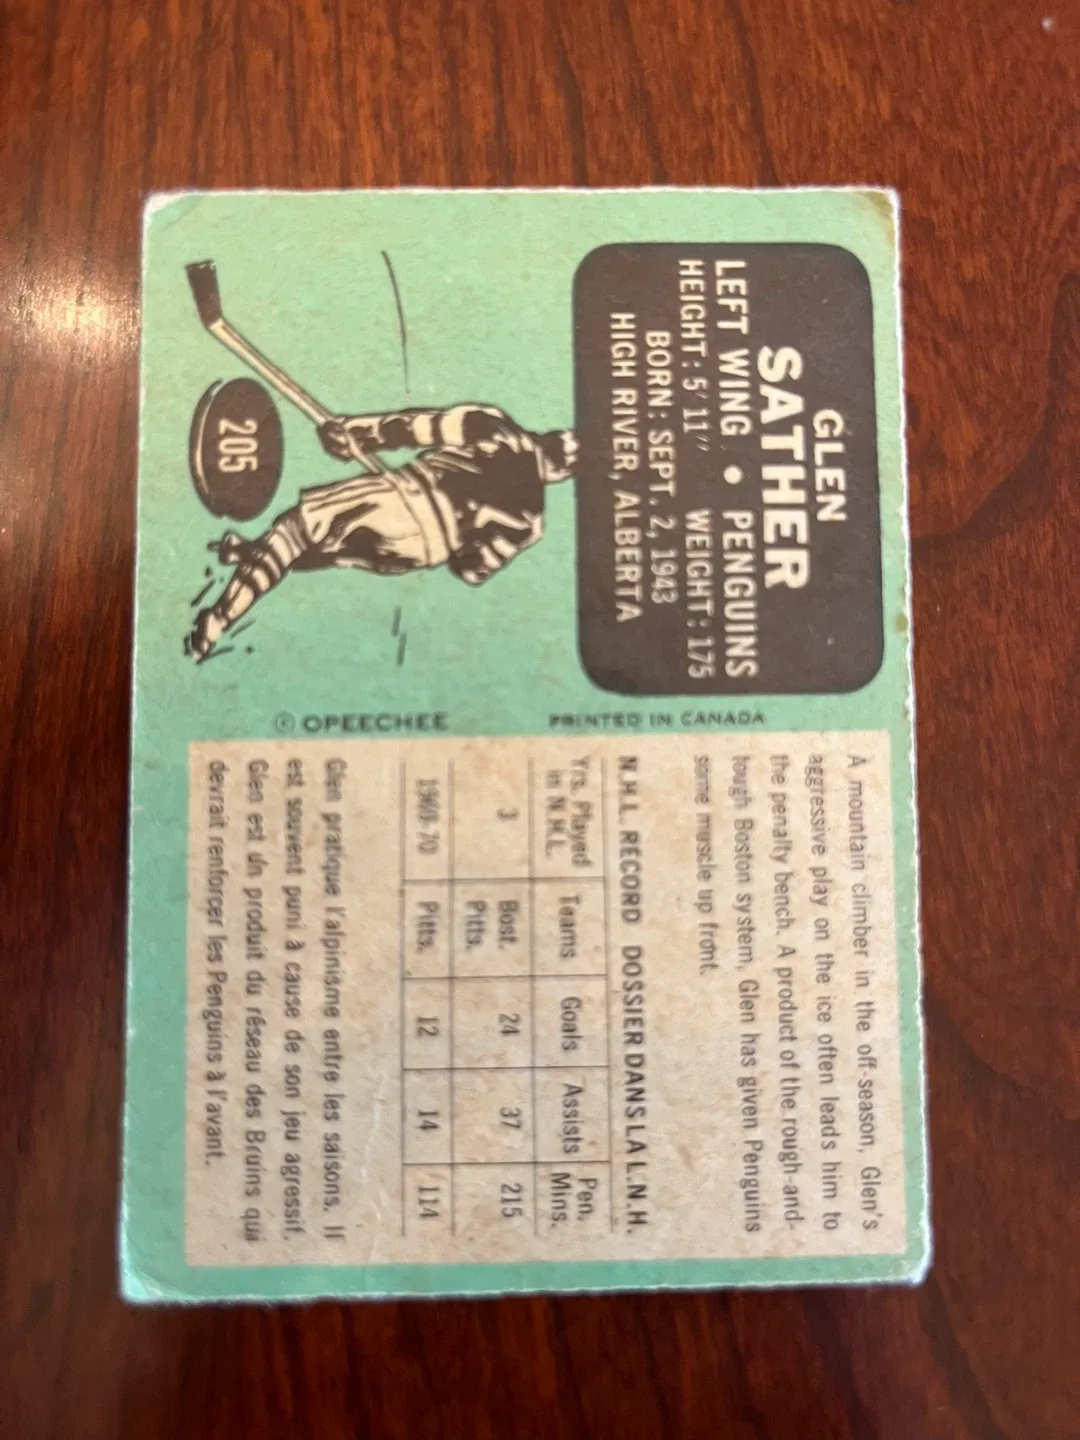 GLEN
SATHER
LEFT WING • PENGUINS
HEIGHT: 5' 11" WEIGHT: 175
BORN: SEPT. 2, 1943
HIGH RIVER, ALBERTA
205
© OPEECHEE PRINTED IN CANADA
A mountain climber in the off-season, Glen's
aggressive play on the ice often leads him to
the penalty bench. A product of the rough-and-
tough Boston system, Glen has given Penguins
some muscle up front.
N.H.L. RECORD DOSSIER DANS LA L.N.H.
Yrs. Played in N.H.L. Teams Goals Assists Pen. Mins.
3 Bost. Pitts. 24 37 215
1969-70 Pitts. 12 14 114
Glen pratique l'alpinisme entre les saisons. Il
est souvent puni à cause de son jeu agressif.
Glen est un produit du réseau des Bruins qui
devrait renforcer les Penguins à l'avant.